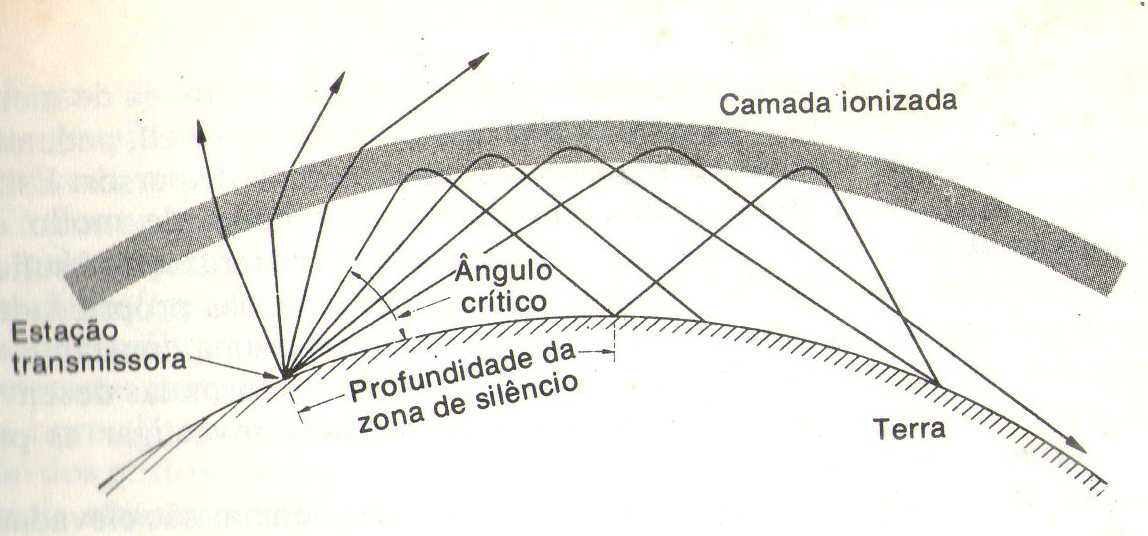 Camada ionizada
Ângulo
crítico
Estação
transmissora
Profundidade da
zona de silêncio
Terra